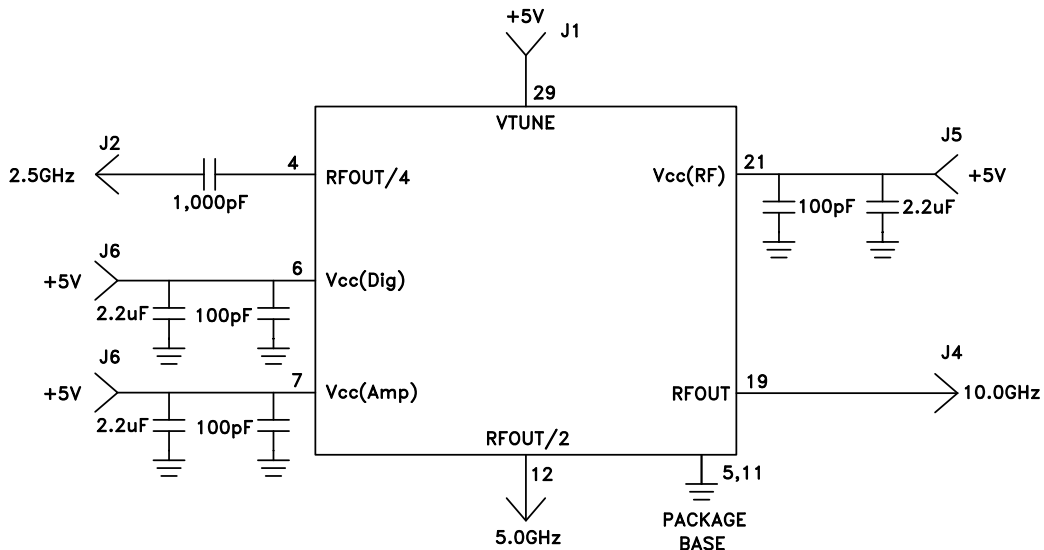 +5V
J1
29
VTUNE
J2
2.5GHz
4
RFOUT/4
1,000pF
Vcc(RF)
21
J5
+5V
100pF
2.2uF
J6
+5V
6
Vcc(Dig)
2.2uF
100pF
J6
+5V
7
Vcc(Amp)
2.2uF
100pF
RFOUT
19
J4
10.0GHz
RFOUT/2
12
5.0GHz
5,11
PACKAGE
BASE